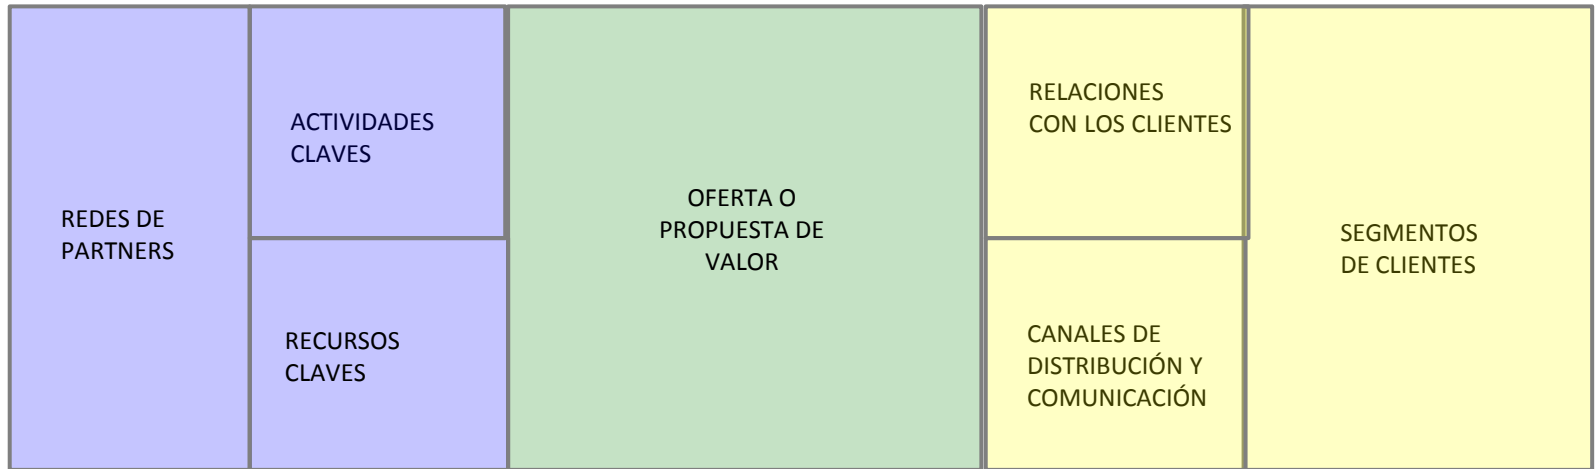 REDES DE
PARTNERS
ACTIVIDADES
CLAVES
RECURSOS
CLAVES
OFERTA O
PROPUESTA DE
VALOR
RELACIONES
CON LOS CLIENTES
CANALES DE
DISTRIBUCIÓN Y
COMUNICACIÓN
SEGMENTOS
DE CLIENTES